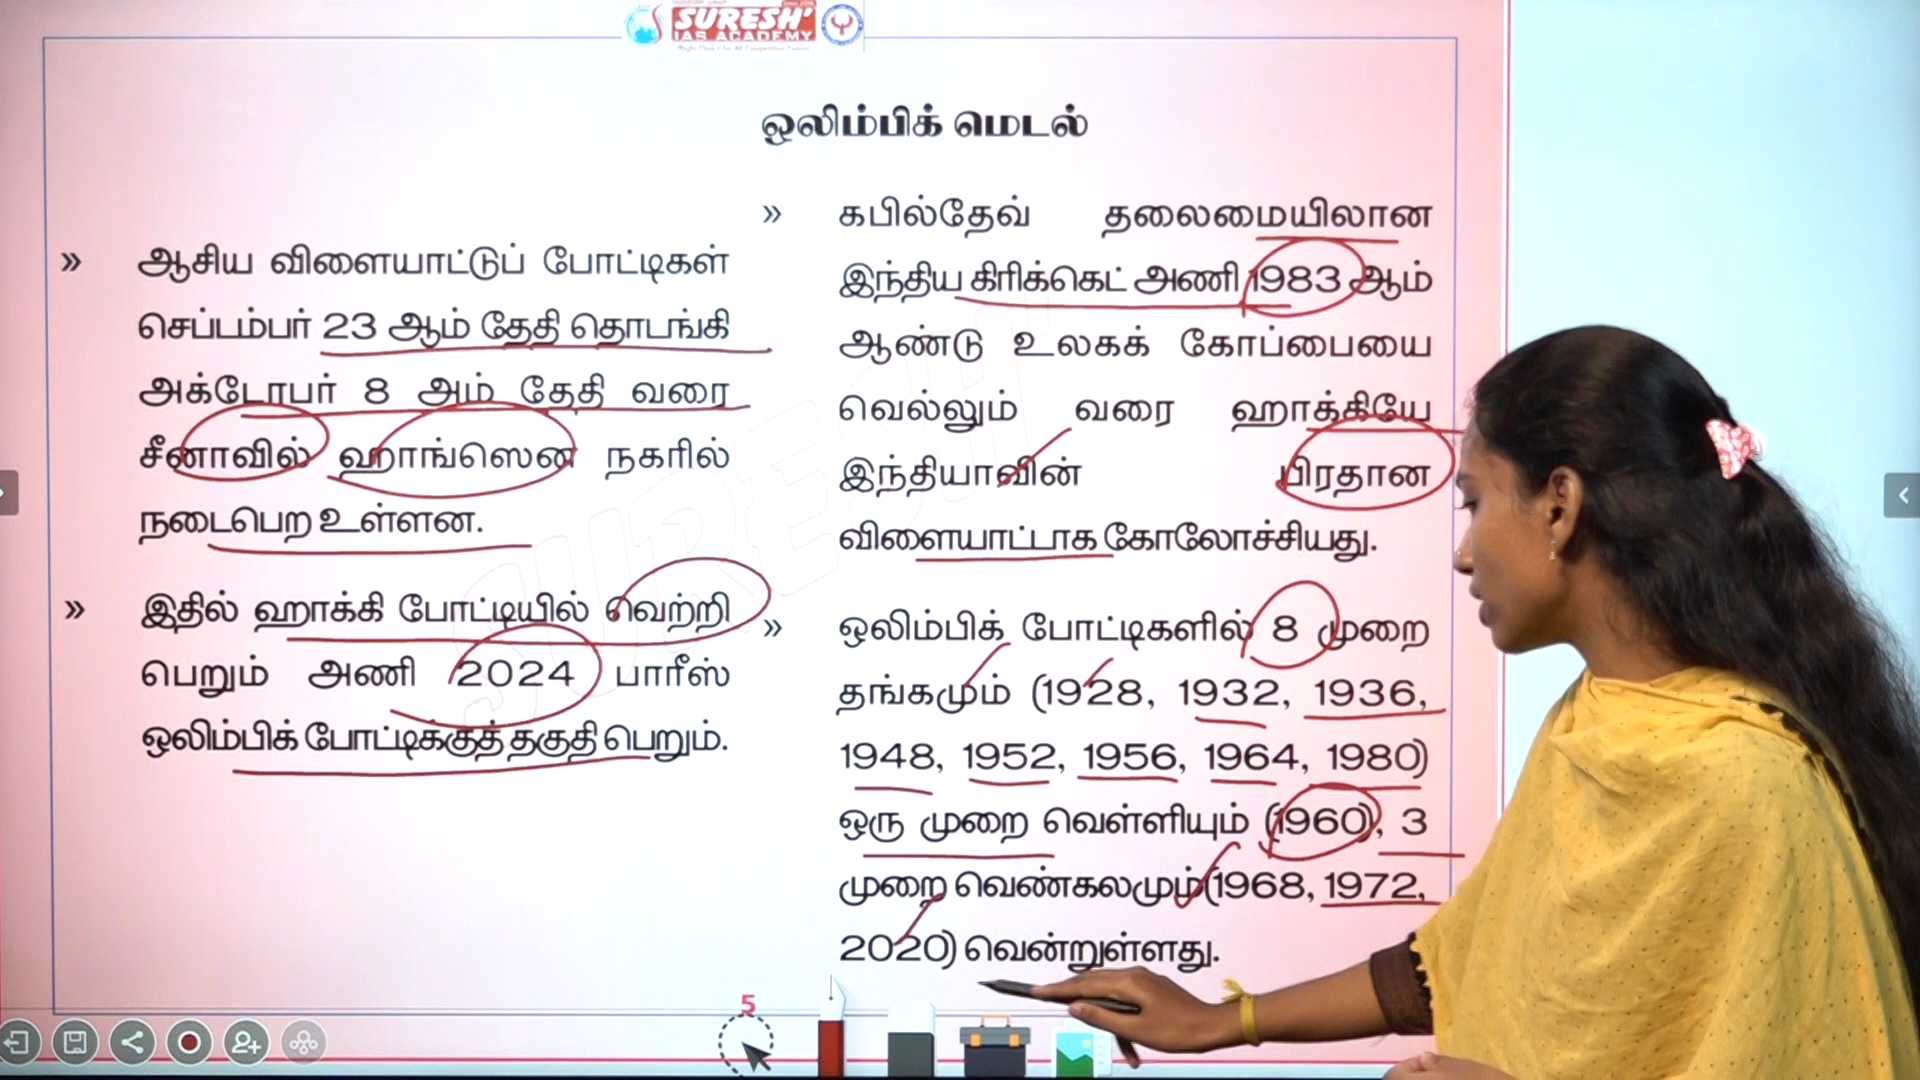 SURESH'
IAS ACADEMY
ஒலிம்பிக் மெடல்
» ஆசிய விளையாட்டுப் போட்டிகள்
செப்டம்பர் 23 ஆம் தேதி தொடங்கி
அக்டோபர் 8 அம் தேதி வரை
சீனாவில் ஹாங்ஸென நகரில்
நடைபெற உள்ளன.
» இதில் ஹாக்கி போட்டியில் வெற்றி
பெறும் அணி 2024 பாரீஸ்
ஒலிம்பிக் போட்டிக்குத் தகுதி பெறும்.
» கபில்தேவ் தலைமையிலான
இந்திய கிரிக்கெட் அணி 1983 ஆம்
ஆண்டு உலகக் கோப்பையை
வெல்லும் வரை ஹாக்கியே
இந்தியாவின் பிரதான
விளையாட்டாக கோலோச்சியது.
» ஒலிம்பிக் போட்டிகளில் 8 முறை
தங்கமும் (1928, 1932, 1936,
1948, 1952, 1956, 1964, 1980)
ஒரு முறை வெள்ளியும் (1960), 3
முறை வெண்கலமும் (1968, 1972,
2020) வென்றுள்ளது.
SURESH
5